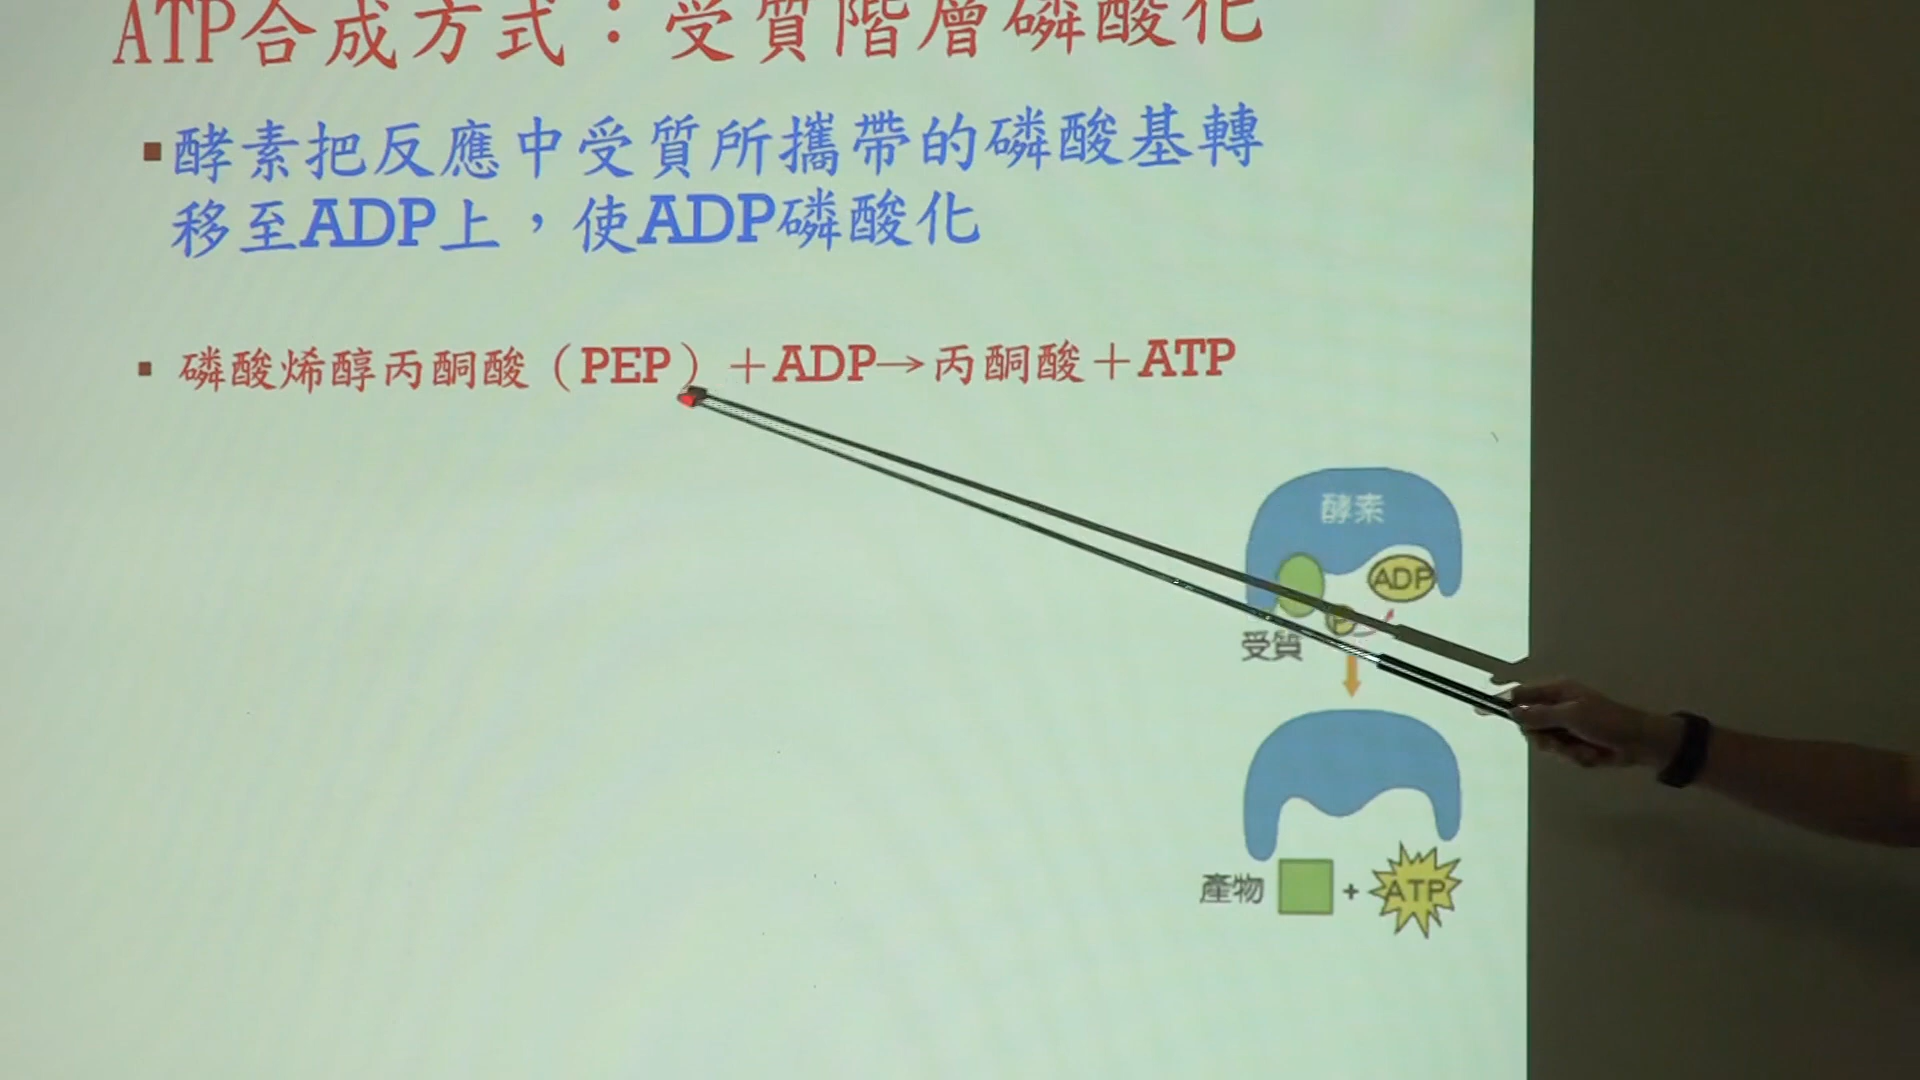 ATP合成方式：受質階層磷酸化
▪酵素把反應中受質所攜帶的磷酸基轉
移至ADP上，使ADP磷酸化
▪ 磷酸烯醇丙酮酸（PEP）＋ADP→丙酮酸＋ATP
酵素
ADP
P
受質
產物 + ATP